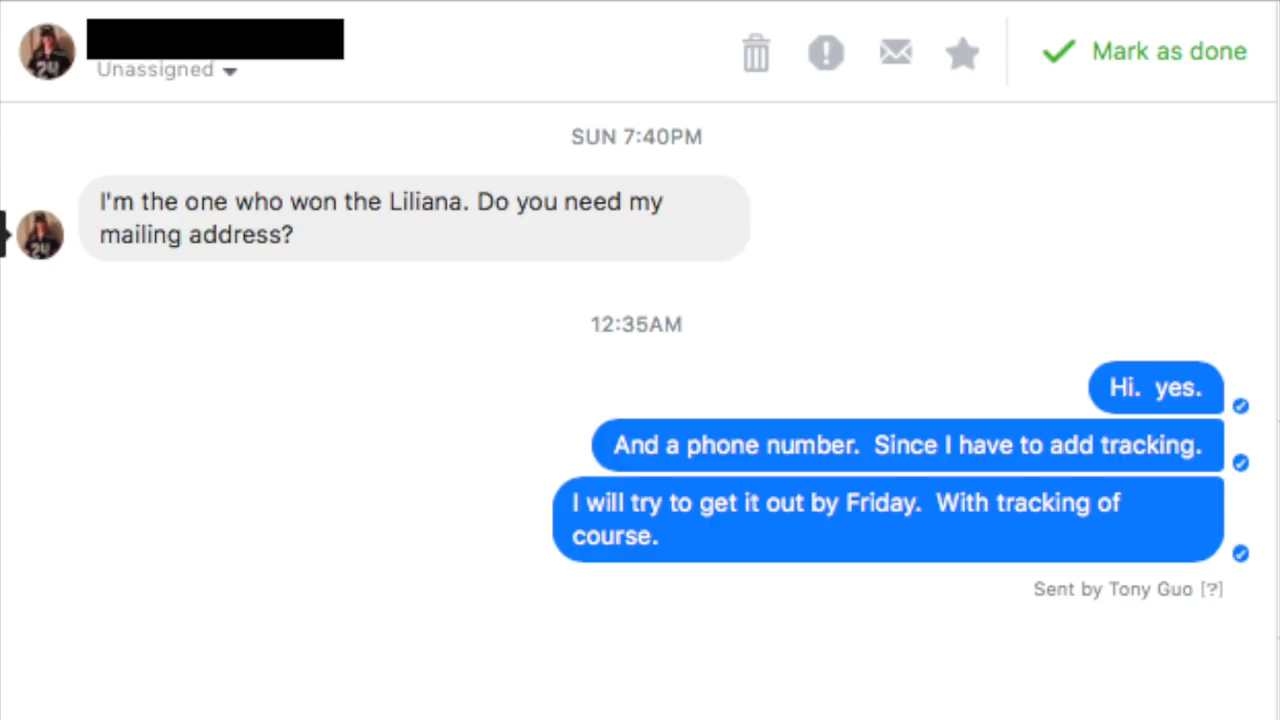 Unassigned
Mark as done
SUN 7:40PM
I'm the one who won the Liliana. Do you need my
mailing address?
12:35AM
Hi.  yes.
And a phone number.  Since I have to add tracking.
I will try to get it out by Friday.  With tracking of
course.
Sent by Tony Guo [?]